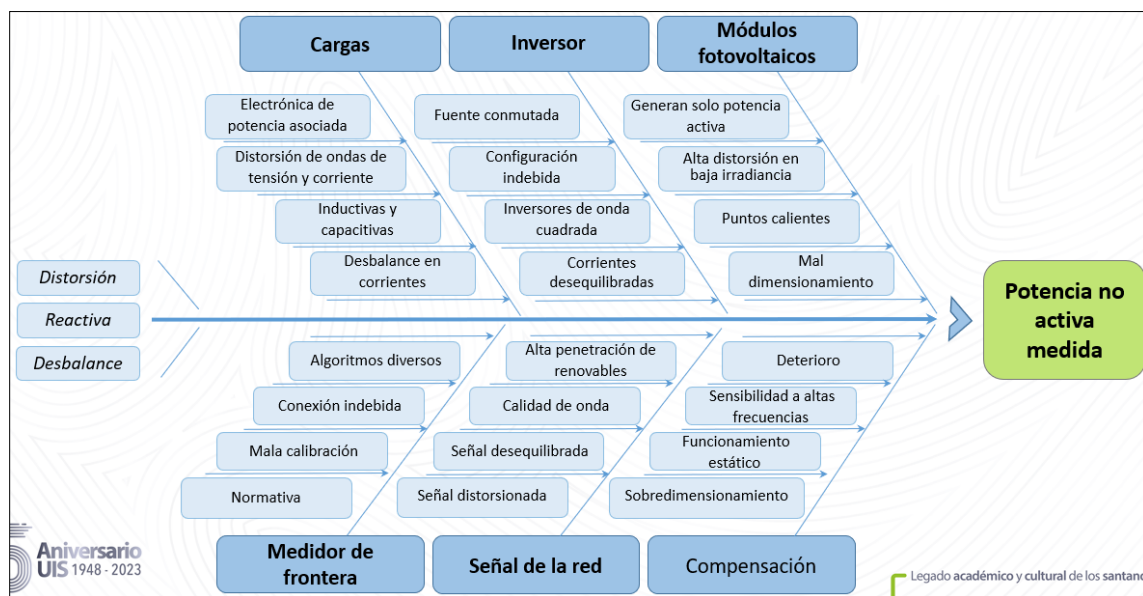 Cargas
Inversor
Módulos
fotovoltaicos
Electrónica de
potencia asociada
Fuente conmutada
Generan solo potencia
activa
Distorsión de ondas de
tensión y corriente
Configuración
indebida
Alta distorsión en
baja irradiancia
Inductivas y
capacitivas
Inversores de onda
cuadrada
Puntos calientes
Desbalance en
corrientes
Corrientes
desequilibradas
Mal
dimensionamiento
Distorsión
Reactiva
Desbalance
Potencia no
activa
medida
Algoritmos diversos
Alta penetración de
renovables
Deterioro
Conexión indebida
Calidad de onda
Sensibilidad a altas
frecuencias
Mala calibración
Señal desequilibrada
Funcionamiento
estático
Normativa
Señal distorsionada
Sobredimensionamiento
Medidor de
frontera
Señal de la red
Compensación
Aniversario
UIS 1948 - 2023
Legado académico y cultural de los